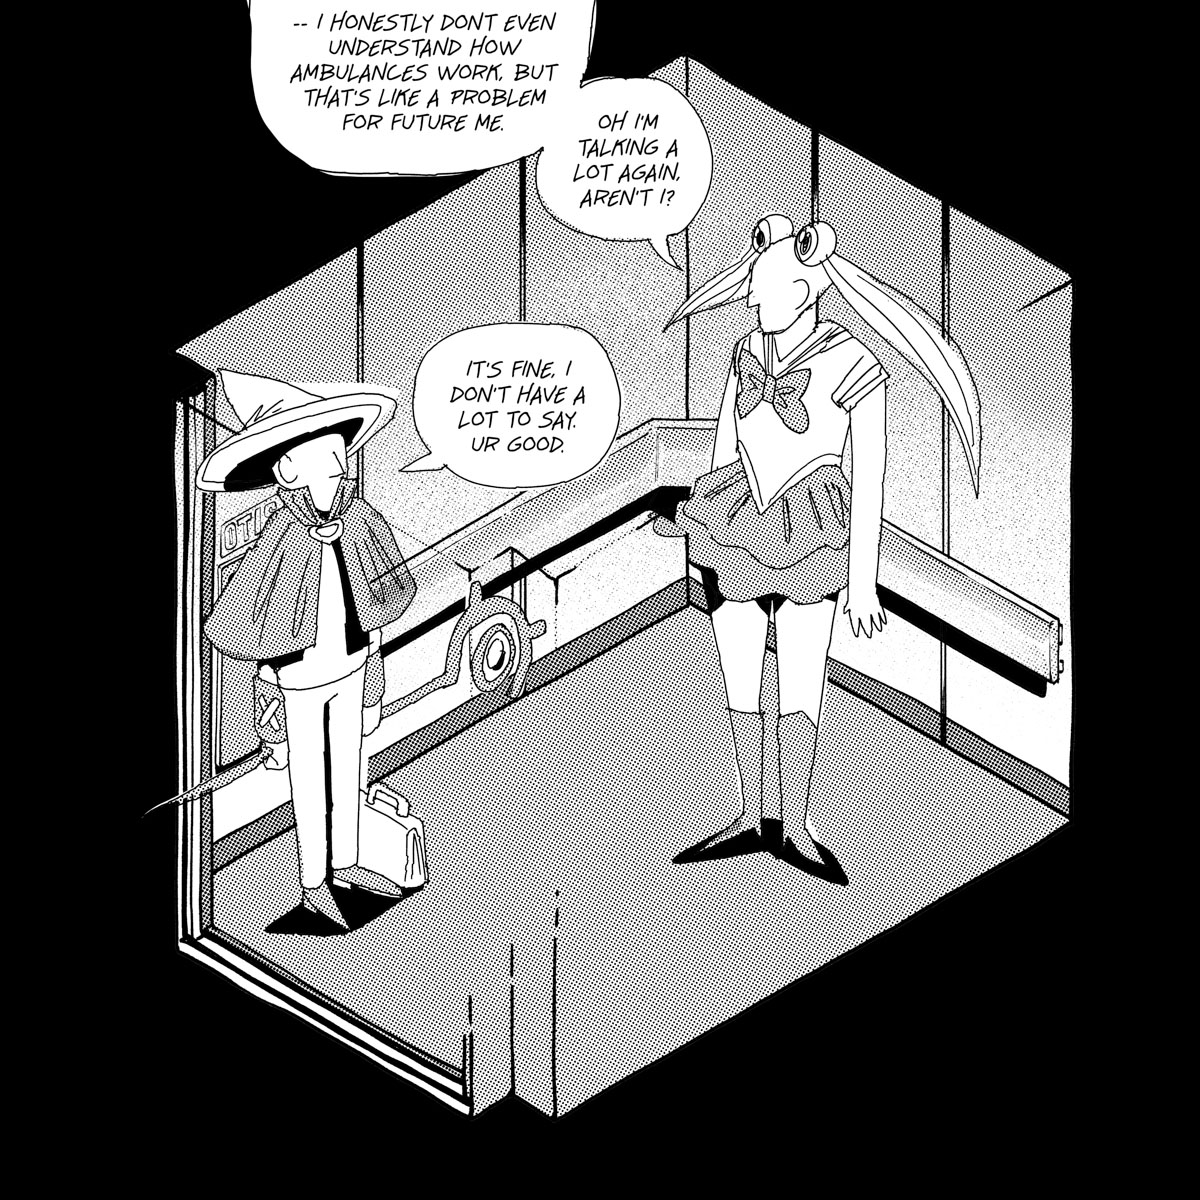 -- I HONESTLY DONT EVEN
UNDERSTAND HOW
AMBULANCES WORK, BUT
THAT'S LIKE A PROBLEM
FOR FUTURE ME.
OH I'M
TALKING A
LOT AGAIN,
AREN'T I?
IT'S FINE, I
DON'T HAVE A
LOT TO SAY.
UR GOOD.
OTIS